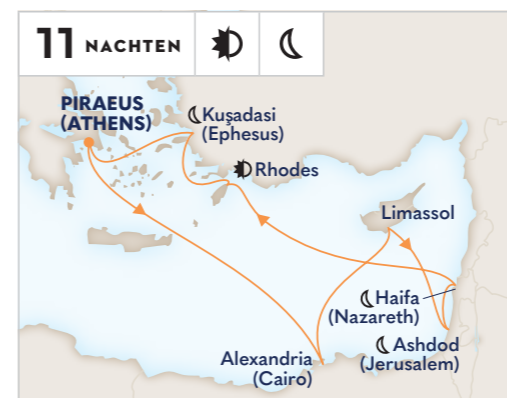 11 NACHTEN
PIRAEUS
(ATHENS)
Kuşadasi
(Ephesus)
Rhodes
Limassol
Haifa
(Nazareth)
Ashdod
(Jerusalem)
Alexandria
(Cairo)